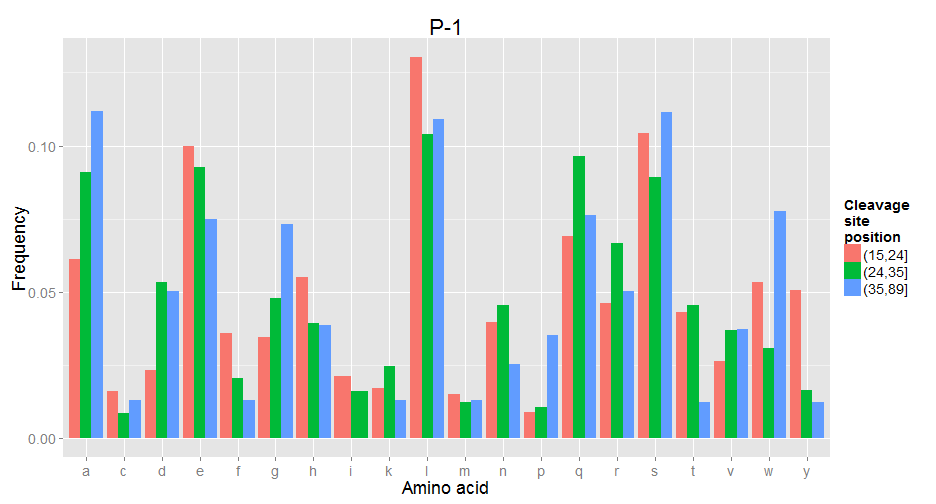 P-1
Frequency
0.10
0.05
0.00
a c d e f g h i k l m n p q r s t v w y
Amino acid
Cleavage
site
position
(15,24]
(24,35]
(35,89]